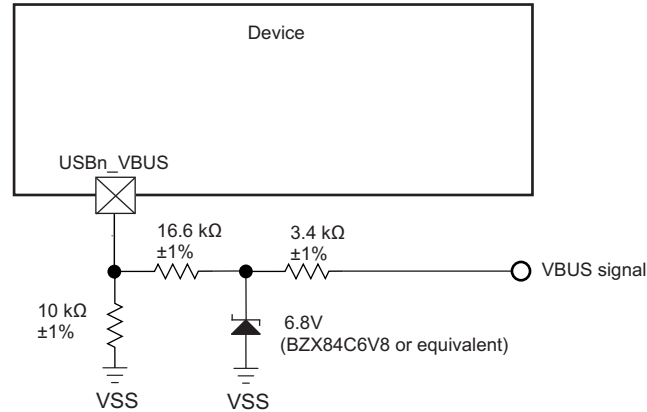 Device
USBn_VBUS
16.6 kΩ
±1%
3.4 kΩ
±1%
VBUS signal
10 kΩ
±1%
6.8V
(BZX84C6V8 or equivalent)
VSS
VSS